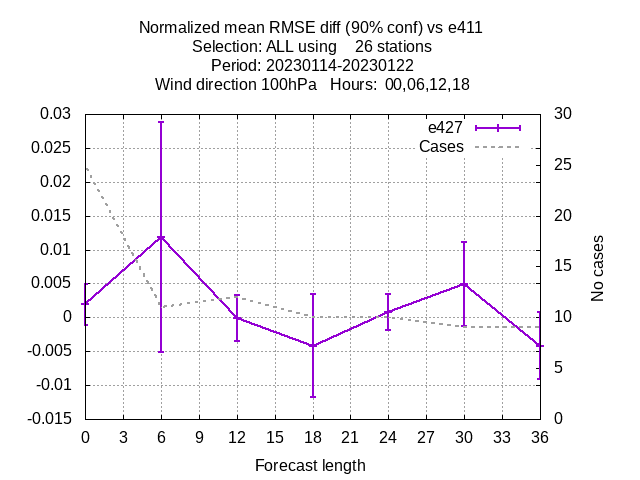 Normalized mean RMSE diff (90% conf) vs e411
Selection: ALL using    26 stations
Period: 20230114-20230122
Wind direction 100hPa   Hours:  00,06,12,18
0.03
0.025
0.02
0.015
0.01
0.005
0
-0.005
-0.01
-0.015
e427
Cases
30
25
20
15
10
5
0
No cases
0 3 6 9 12 15 18 21 24 27 30 33 36
Forecast length